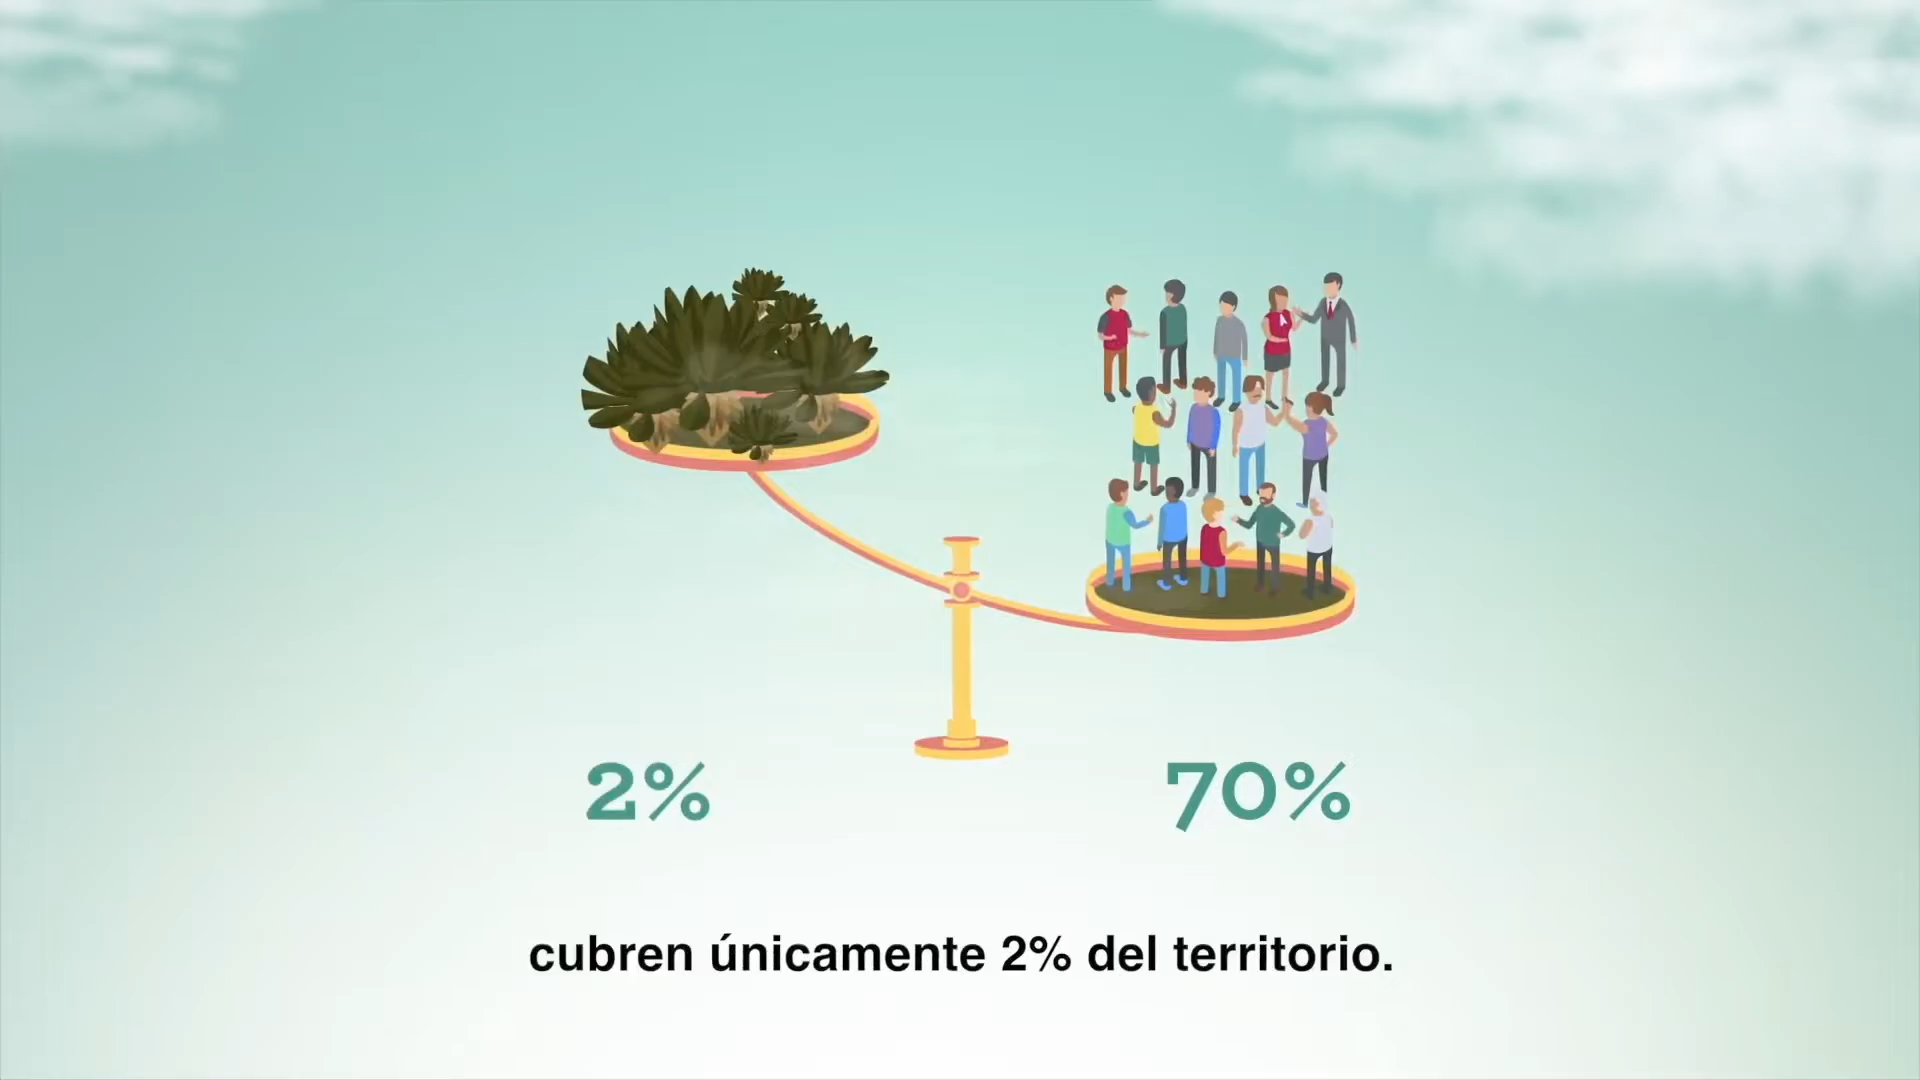 2%
70%
cubren únicamente 2% del territorio.